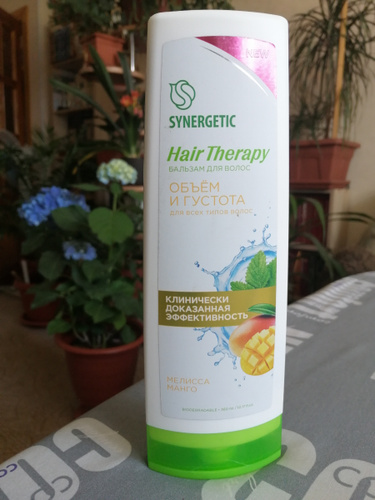 NEW
SYNERGETIC
Hair Therapy
БАЛЬЗАМ ДЛЯ ВОЛОС
ОБЪЁМ
И ГУСТОТА
для всех типов волос
КЛИНИЧЕСКИ
ДОКАЗАННАЯ
ЭФФЕКТИВНОСТЬ
МЕЛИССА
МАНГО